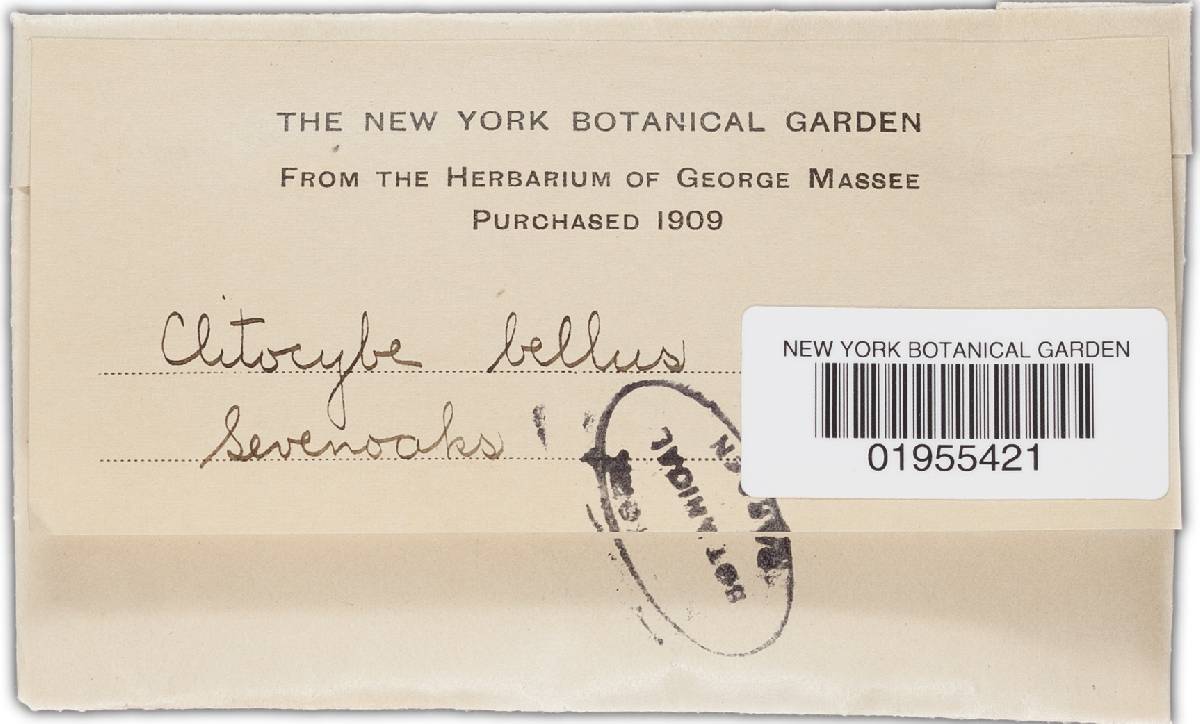 THE NEW YORK BOTANICAL GARDEN
FROM THE HERBARIUM OF GEORGE MASSEE
PURCHASED 1909
Clitocybe bellus
Sevenoaks
NEW YORK BOTANICAL GARDEN
01955421
BOTANICAL